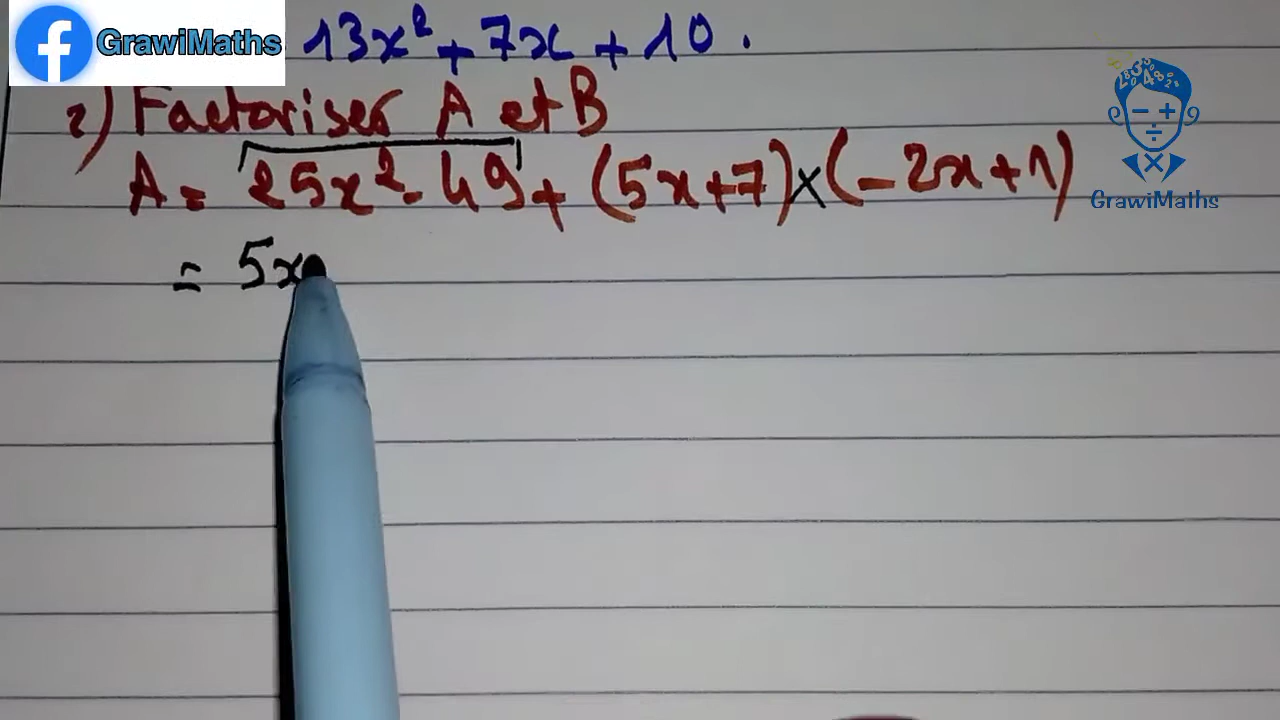 GrawiMaths 13x² + 7x + 10 .
2) Factoriser A et B
A = 25x² - 49 + (5x+7)×(-2x+1)
GrawiMaths
= 5x